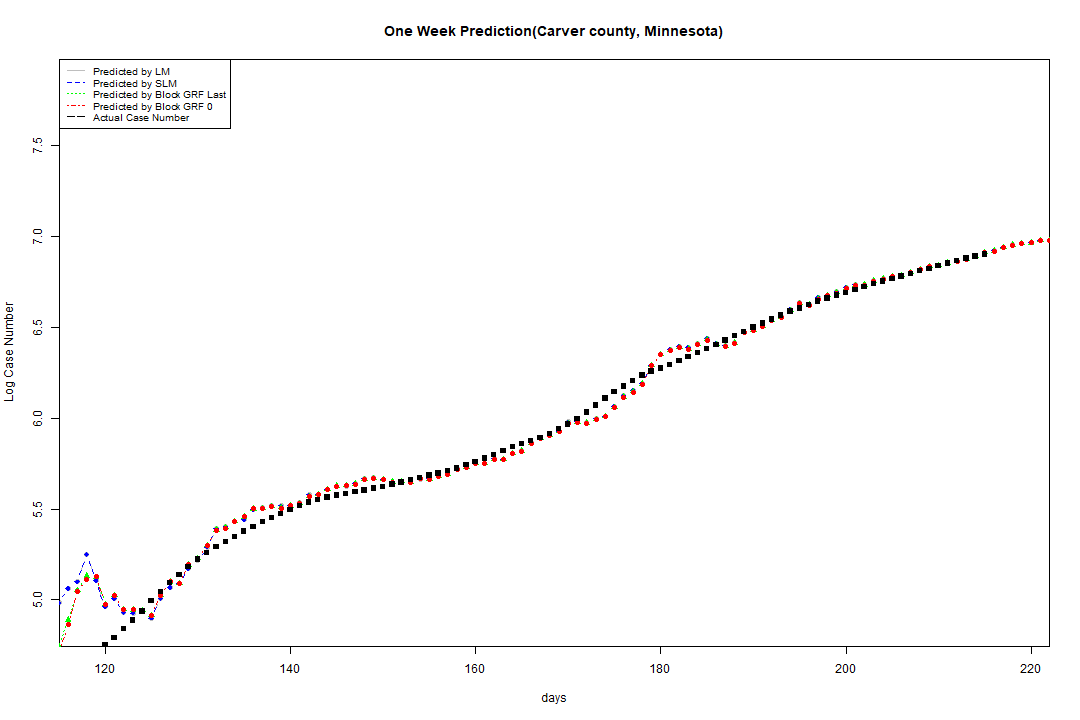 One Week Prediction(Carver county, Minnesota)
Predicted by LM
Predicted by SLM
Predicted by Block GRF Last
Predicted by Block GRF 0
Actual Case Number
7.5
7.0
6.5
6.0
5.5
5.0
Log Case Number
120 140 160 180 200 220
days